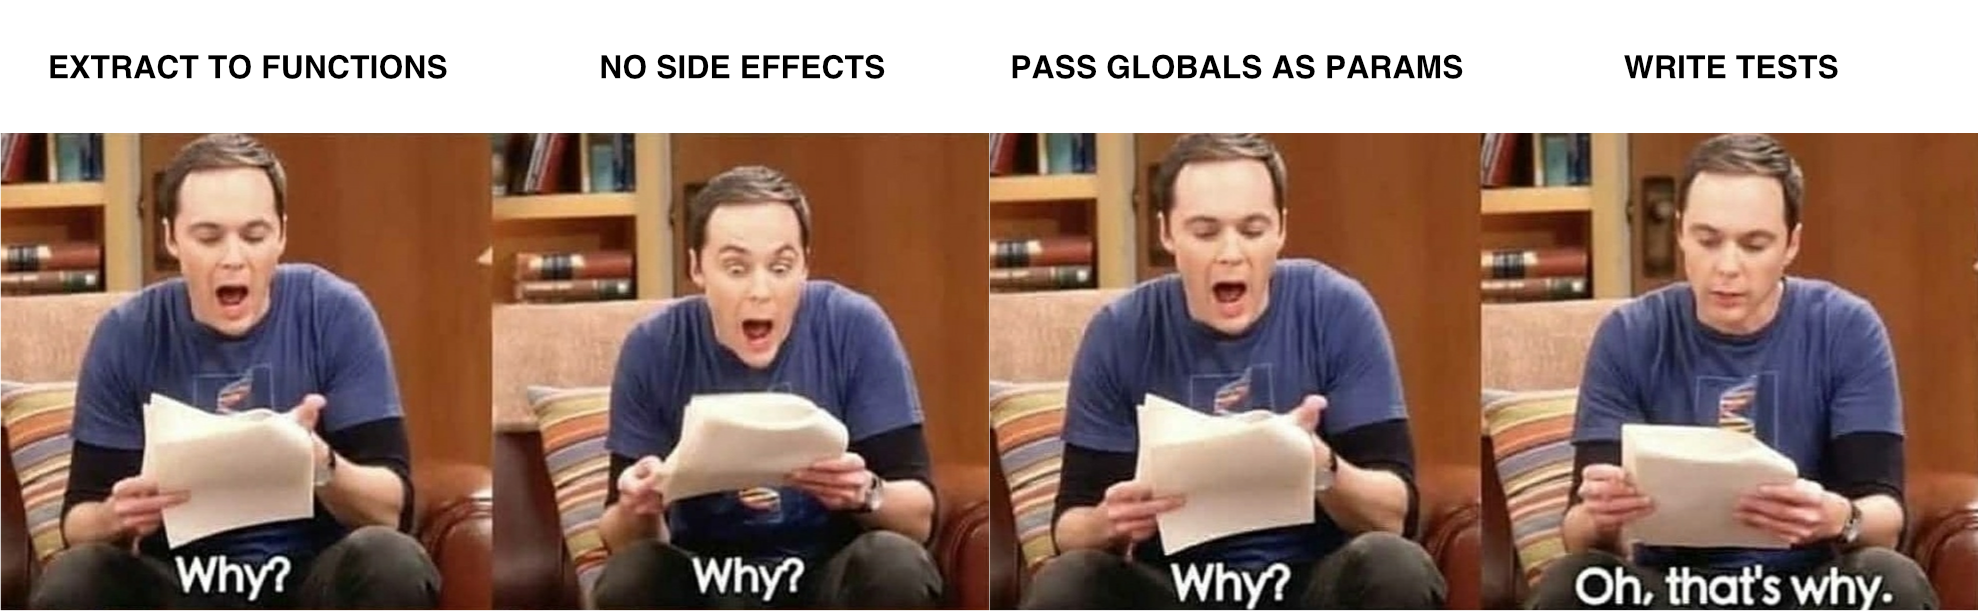 EXTRACT TO FUNCTIONS
NO SIDE EFFECTS
PASS GLOBALS AS PARAMS
WRITE TESTS
Why?
Why?
Why?
Oh, that's why.